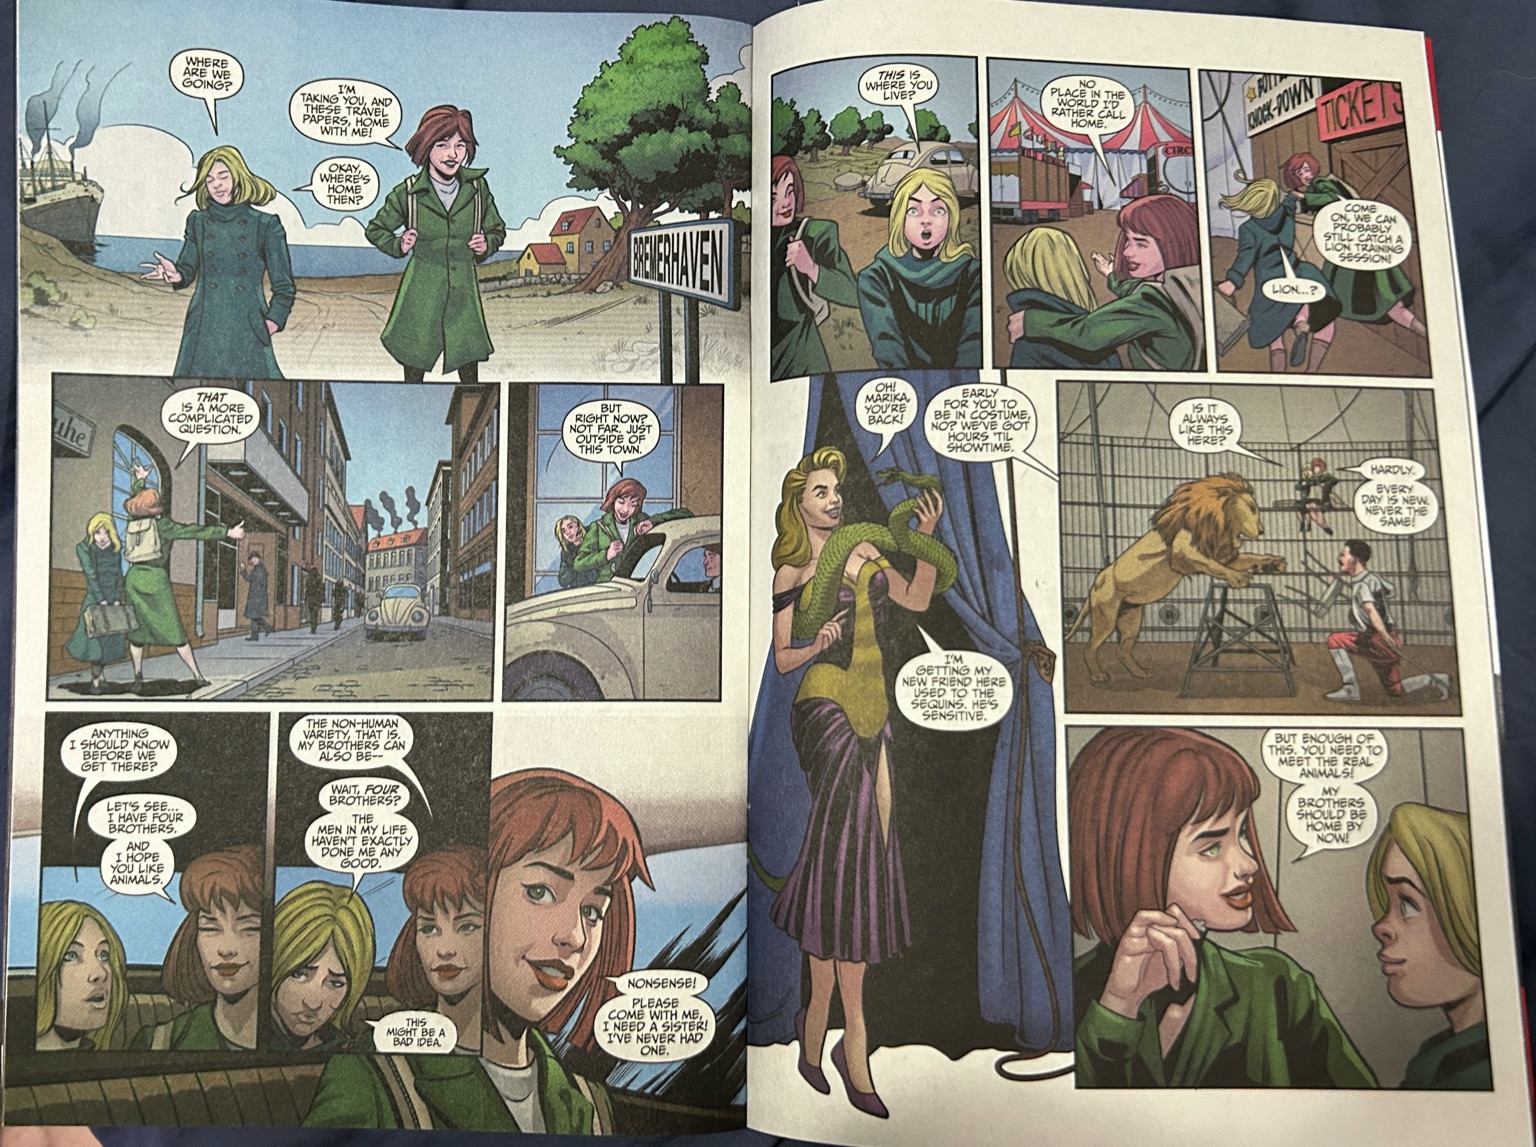 WHERE
ARE WE
GOING?
I'M
TAKING YOU, AND
THESE TRAVEL
PAPERS, HOME
WITH ME!
OKAY,
WHERE'S
HOME
THEN?
BREMERHAVEN
THAT
IS A MORE
COMPLICATED
QUESTION.
uhe
BUT
RIGHT NOW?
NOT FAR. JUST
OUTSIDE OF
THIS TOWN.
ANYTHING
I SHOULD KNOW
BEFORE WE
GET THERE?
LET'S SEE...
I HAVE FOUR
BROTHERS.
AND
I HOPE
YOU LIKE
ANIMALS.
THE NON-HUMAN
VARIETY, THAT IS.
MY BROTHERS CAN
ALSO BE--
WAIT, FOUR
BROTHERS?
THE
MEN IN MY LIFE
HAVEN'T EXACTLY
DONE ME ANY
GOOD.
THIS
MIGHT BE A
BAD IDEA.
NONSENSE!
PLEASE
COME WITH ME,
I NEED A SISTER!
I'VE NEVER HAD
ONE.
THIS IS
WHERE YOU
LIVE?
NO
PLACE IN THE
WORLD I'D
RATHER CALL
HOME.
CIRC
KNOCK-DOWN
TICKETS
COME
ON, WE CAN
PROBABLY
STILL CATCH A
LION TRAINING
SESSION!
LION...?
OH!
MARIKA,
YOU'RE
BACK!
EARLY
FOR YOU TO
BE IN COSTUME,
NO? WE'VE GOT
HOURS 'TIL
SHOWTIME.
I'M
GETTING MY
NEW FRIEND HERE
USED TO THE
SEQUINS. HE'S
SENSITIVE.
IS IT
ALWAYS
LIKE THIS
HERE?
HARDLY.
EVERY
DAY IS NEW.
NEVER THE
SAME!
BUT ENOUGH OF
THIS. YOU NEED TO
MEET THE REAL
ANIMALS!
MY
BROTHERS
SHOULD BE
HOME BY
NOW!